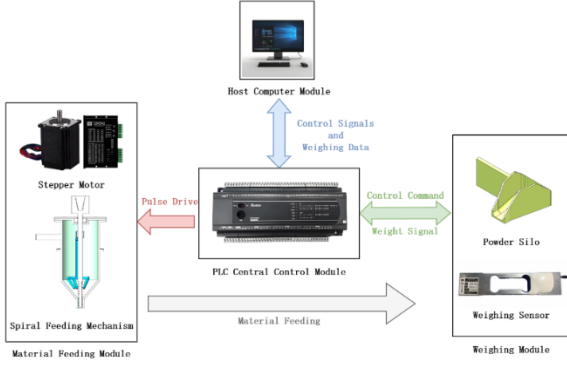 Host Computer Module
Control Signals
and
Weighing Data
Stepper Motor
Pulse Drive
Control Command
Weight Signal
PLC Central Control Module
Powder Silo
Spiral Feeding Mechanism
Material Feeding
Weighing Sensor
Material Feeding Module
Weighing Module